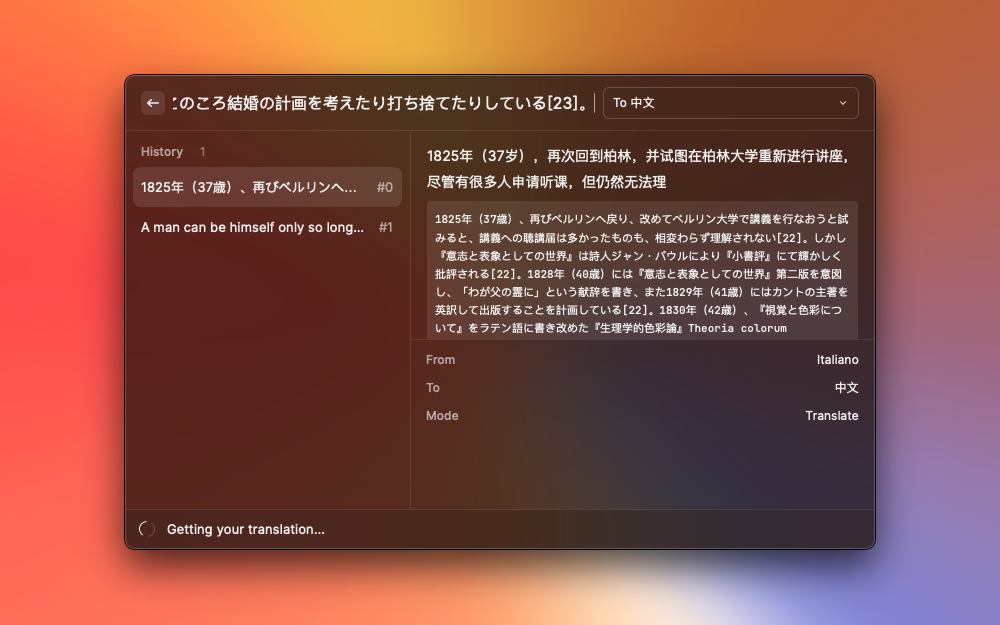 このころ結婚の計画を考えたり打ち捨てたりしている[23]。
To 中文
History 1
1825年（37歳）、再びベルリンへ... #0
A man can be himself only so long... #1
1825年（37岁），再次回到柏林，并试图在柏林大学重新进行讲座，
尽管有很多人申请听课，但仍然无法理
1825年（37歳）、再びベルリンへ戻り、改めてベルリン大学で講義を行なおうと試
みると、講義への聴講届は多かったものも、相変わらず理解されない[22]。しかし
『意志と表象としての世界』は詩人ジャン・パウルにより『小書評』にて輝かしく
批評される[22]。1828年（40歳）には『意志と表象としての世界』第二版を意図
し、「わが父の霊に」という献辞を書き、また1829年（41歳）にはカントの主著を
英訳して出版することを計画している[22]。1830年（42歳）、『視覚と色彩につ
いて』をラテン語に書き改めた『生理学的色彩論』Theoria colorum
From Italiano
To 中文
Mode Translate
Getting your translation...